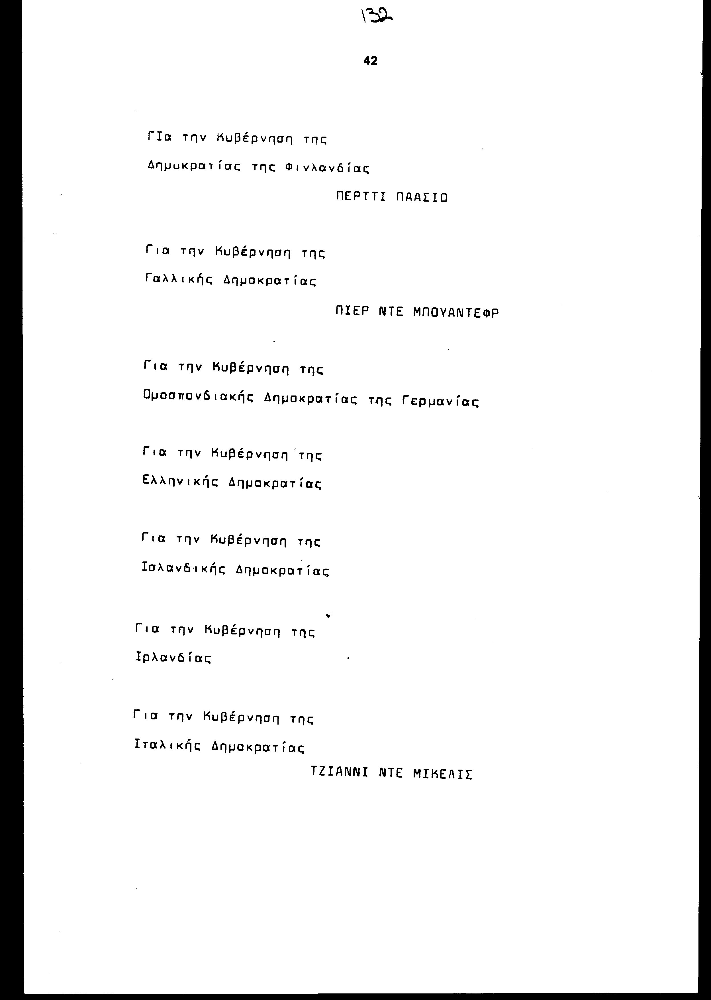 132
42
ΓΙα την Κυβέρνηση της
Δημοκρατίας της Φινλανδίας
ΠΕΡΤΤΙ ΠΑΑΣΙΟ
Για την Κυβέρνηση της
Γαλλικής Δημοκρατίας
ΠΙΕΡ ΝΤΕ ΜΠΟΥΑΝΤΕΦΡ
Για την Κυβέρνηση της
Ομοσπονδιακής Δημοκρατίας της Γερμανίας
Για την Κυβέρνηση της
Ελληνικής Δημοκρατίας
Για την Κυβέρνηση της
Ισλανδικής Δημοκρατίας
Για την Κυβέρνηση της
Ιρλανδίας
Για την Κυβέρνηση της
Ιταλικής Δημοκρατίας
ΤΖΙΑΝΝΙ ΝΤΕ ΜΙΚΕΛΙΣ